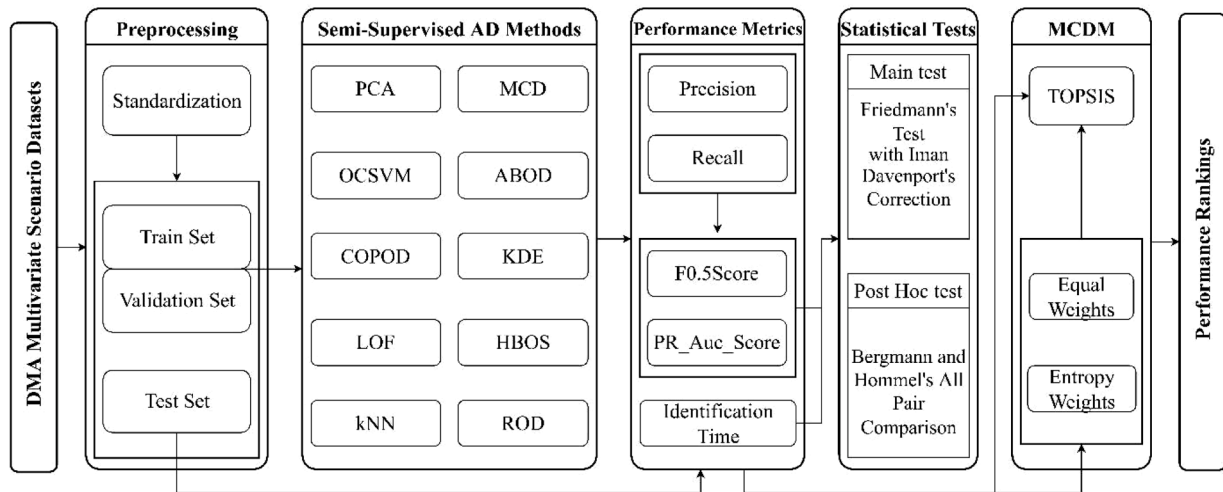 DMA Multivariate Scenario Datasets
Preprocessing
Standardization
Train Set
Validation Set
Test Set
Semi-Supervised AD Methods
PCA
MCD
OCSVM
ABOD
COPOD
KDE
LOF
HBOS
kNN
ROD
Performance Metrics
Precision
Recall
F0.5Score
PR_Auc_Score
Identification
Time
Statistical Tests
Main test
Friedmann's
Test
with Iman
Davenport's
Correction
Post Hoc test
Bergmann and
Hommel's All
Pair
Comparison
MCDM
TOPSIS
Equal
Weights
Entropy
Weights
Performance Rankings